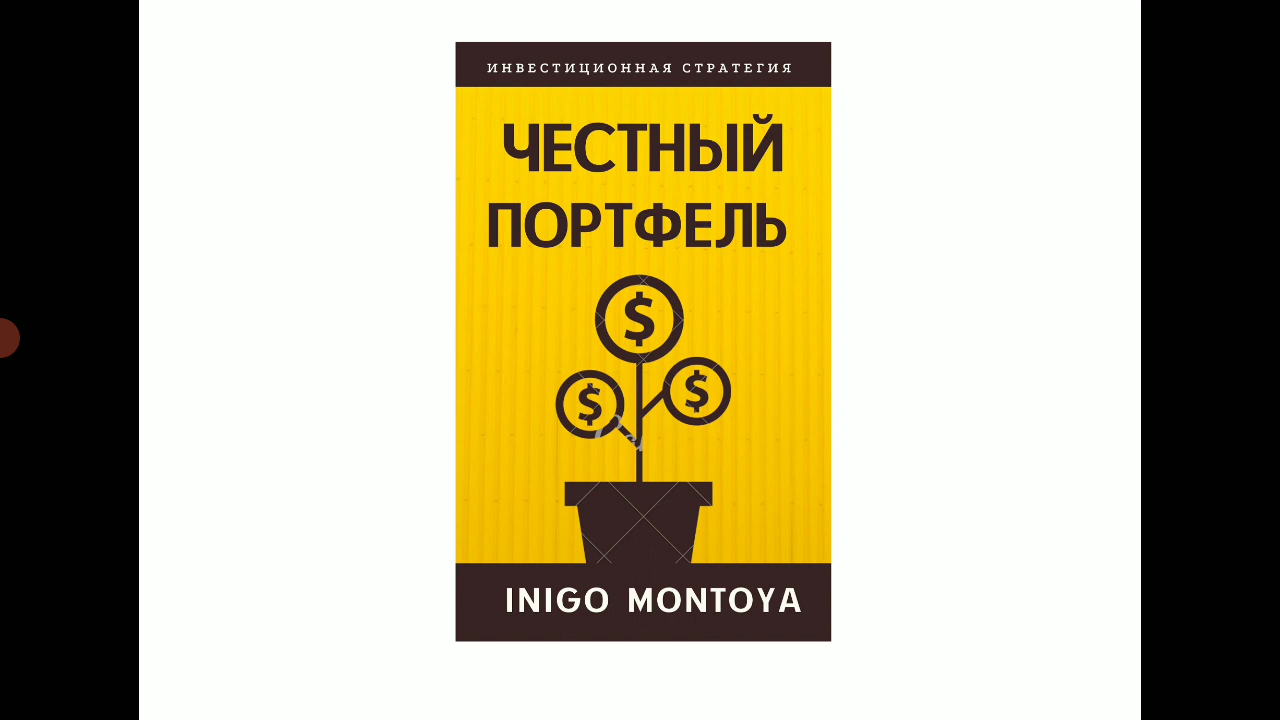 ИНВЕСТИЦИОННАЯ СТРАТЕГИЯ
ЧЕСТНЫЙ
ПОРТФЕЛЬ
$
$
$
INIGO MONTOYA